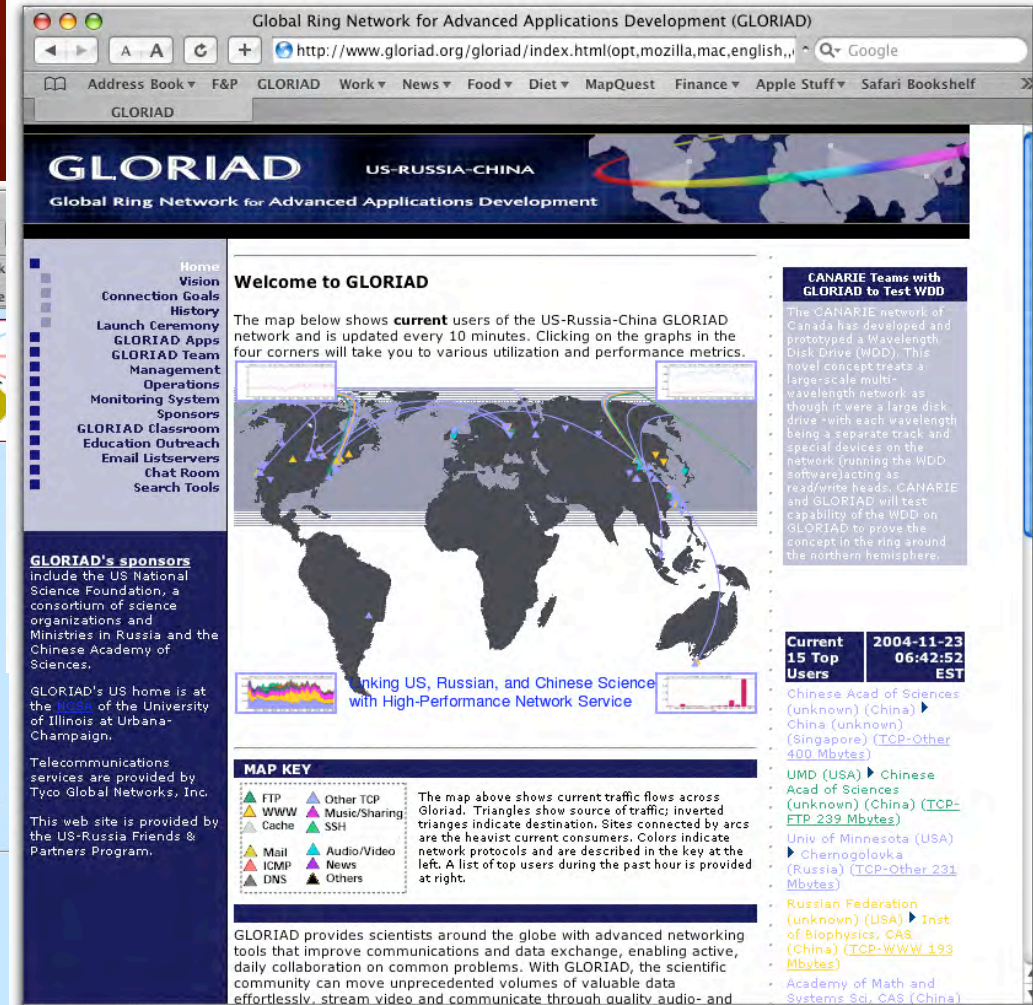 Global Ring Network for Advanced Applications Development (GLORIAD)
A A C + http://www.gloriad.org/gloriad/index.html(opt,mozilla,mac,english,, Google
Address Book F&P GLORIAD Work News Food Diet MapQuest Finance Apple Stuff Safari Bookshelf
GLORIAD
GLORIAD US-RUSSIA-CHINA
Global Ring Network for Advanced Applications Development
Home
Vision
Connection Goals
History
Launch Ceremony
GLORIAD Apps
GLORIAD Team
Management
Operations
Monitoring System
Sponsors
GLORIAD Classroom
Education Outreach
Email Listservers
Chat Room
Search Tools
GLORIAD's sponsors
include the US National
Science Foundation, a
consortium of science
organizations and
Ministries in Russia and the
Chinese Academy of
Sciences.
GLORIAD's US home is at
the NCSA of the University
of Illinois at Urbana-
Champaign.
Telecommunications
services are provided by
Tyco Global Networks, Inc.
This web site is provided by
the US-Russia Friends &
Partners Program.
Welcome to GLORIAD
The map below shows current users of the US-Russia-China GLORIAD
network and is updated every 10 minutes. Clicking on the graphs in the
four corners will take you to various utilization and performance metrics.
Linking US, Russian, and Chinese Science
with High-Performance Network Service
MAP KEY
FTP Other TCP
WWW Music/Sharing
Cache SSH
Mail Audio/Video
ICMP News
DNS Others
The map above shows current traffic flows across
Gloriad. Triangles show source of traffic; inverted
trianges indicate destination. Sites connected by arcs
are the heaviest current consumers. Colors indicate
network protocols and are described in the key at the
left. A list of top users during the past hour is provided
at right.
GLORIAD provides scientists around the globe with advanced networking
tools that improve communications and data exchange, enabling active,
daily collaboration on common problems. With GLORIAD, the scientific
community can move unprecedented volumes of valuable data
effortlessly, stream video and communicate through quality audio- and
CANARIE Teams with
GLORIAD to Test WDD
The CANARIE network of
Canada has developed and
prototyped a Wavelength
Disk Drive (WDD). This
novel concept treats a
large-scale multi-
wavelength network as
though it were a large disk
drive -with each wavelength
being a separate track and
special devices on the
network (running the WDD
software)acting as
read/write heads. CANARIE
and GLORIAD will test
capability of the WDD on
GLORIAD to prove the
concept in the ring around
the northern hemisphere.
Current 2004-11-23
15 Top 06:42:52
Users EST
Chinese Acad of Sciences
(unknown) (China)
China (unknown)
(Singapore) (TCP-Other
400 Mbytes)
UMD (USA) Chinese
Acad of Sciences
(unknown) (China) (TCP-
FTP 239 Mbytes)
Univ of Minnesota (USA)
Chernogolovka
(Russia) (TCP-Other 231
Mbytes)
Russian Federation
(unknown) (USA) Inst
of Biophysics, CAS
(China) (TCP-WWW 193
Mbytes)
Academy of Math and
Systems Sci, CAS (China)